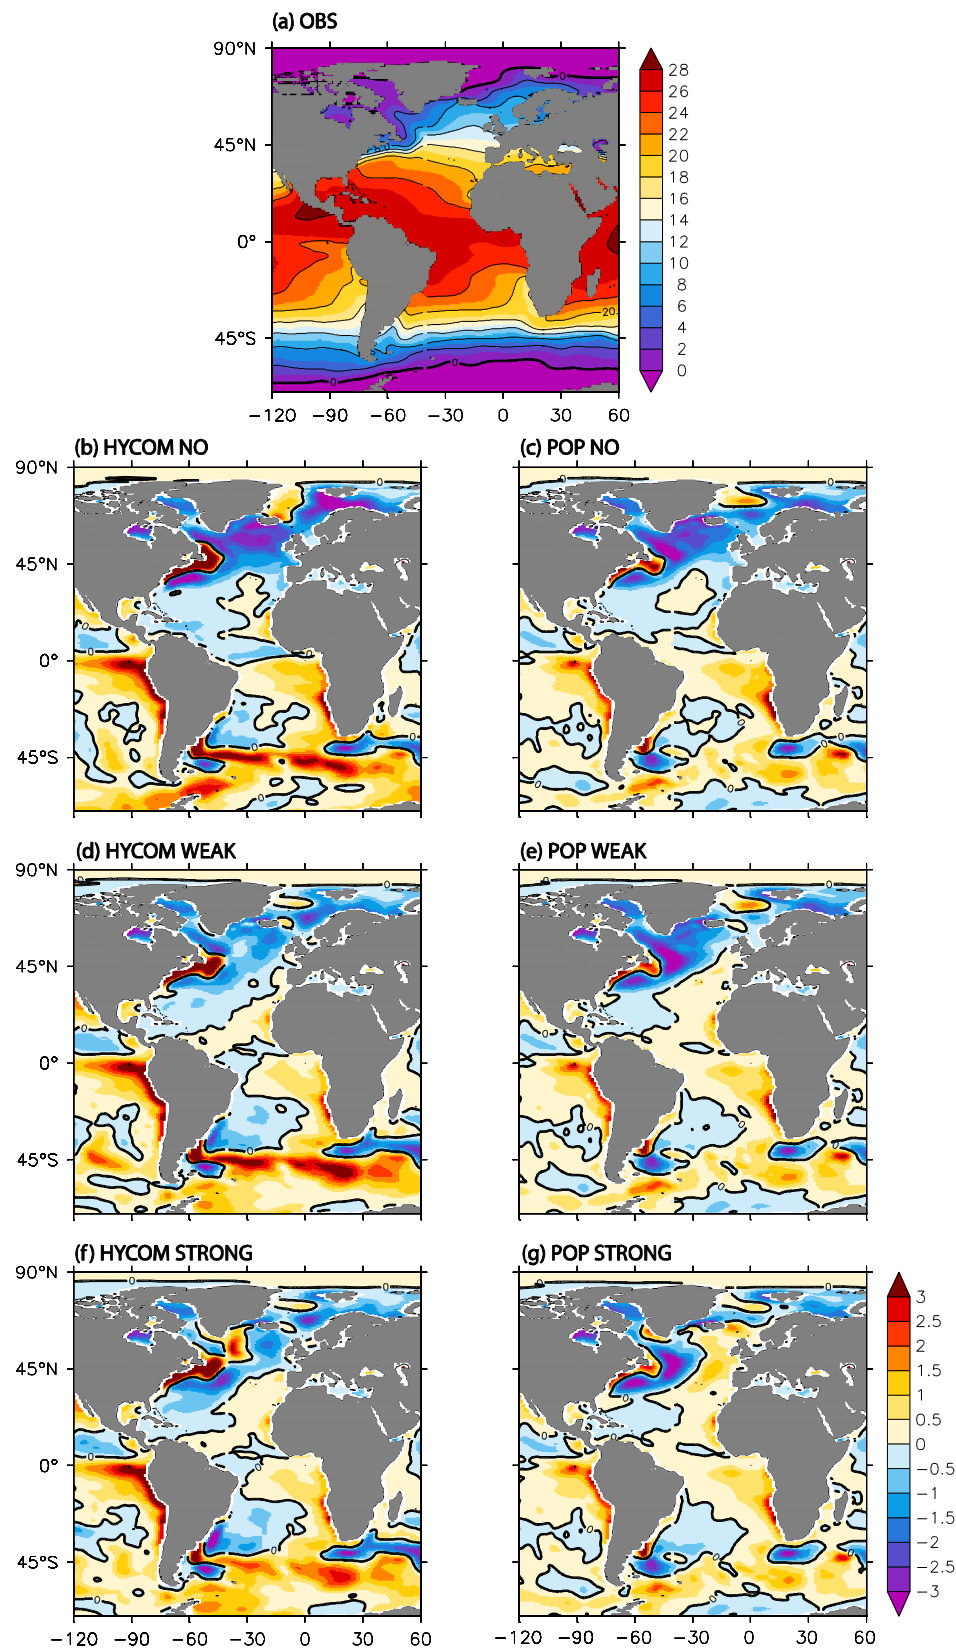 (a) OBS
90°N
45°N
0°
45°S
−120 −90 −60 −30 0 30 60
0
20
0
0
28
26
24
22
20
18
16
14
12
10
8
6
4
2
0
(b) HYCOM NO
(c) POP NO
90°N
45°N
0°
45°S
(d) HYCOM WEAK
(e) POP WEAK
90°N
45°N
0°
45°S
(f) HYCOM STRONG
(g) POP STRONG
90°N
45°N
0°
45°S
−120 −90 −60 −30 0 30 60
−120 −90 −60 −30 0 30 60
3
2.5
2
1.5
1
0.5
0
−0.5
−1
−1.5
−2
−2.5
−3